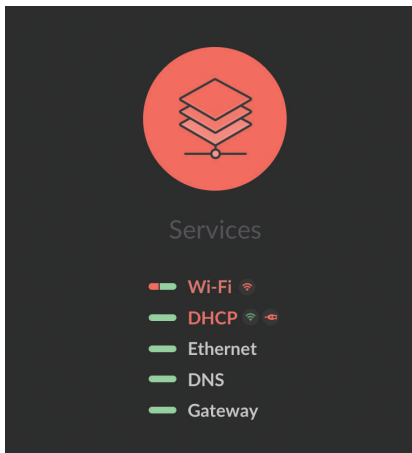 Services
Wi-Fi
DHCP
Ethernet
DNS
Gateway